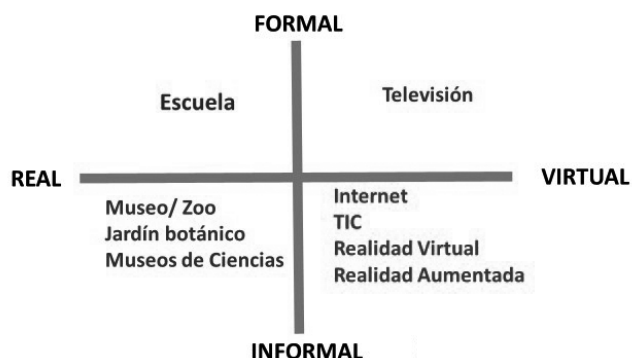 FORMAL
Escuela
Televisión
REAL
VIRTUAL
Museo/ Zoo
Jardín botánico
Museos de Ciencias
Internet
TIC
Realidad Virtual
Realidad Aumentada
INFORMAL